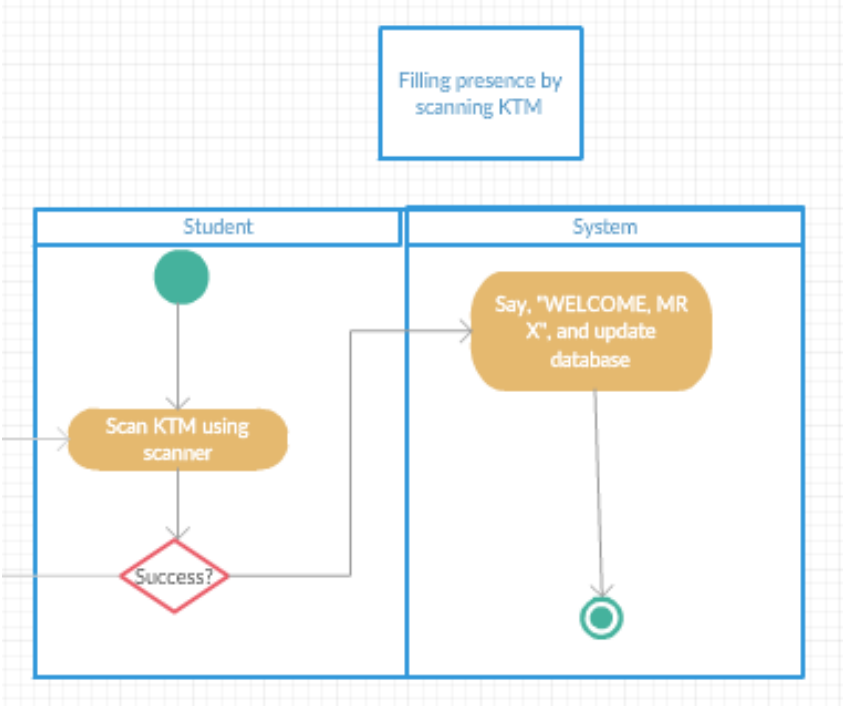 Filling presence by
scanning KTM
Student
System
Say, "WELCOME, MR
X", and update
database
Scan KTM using
scanner
Success?